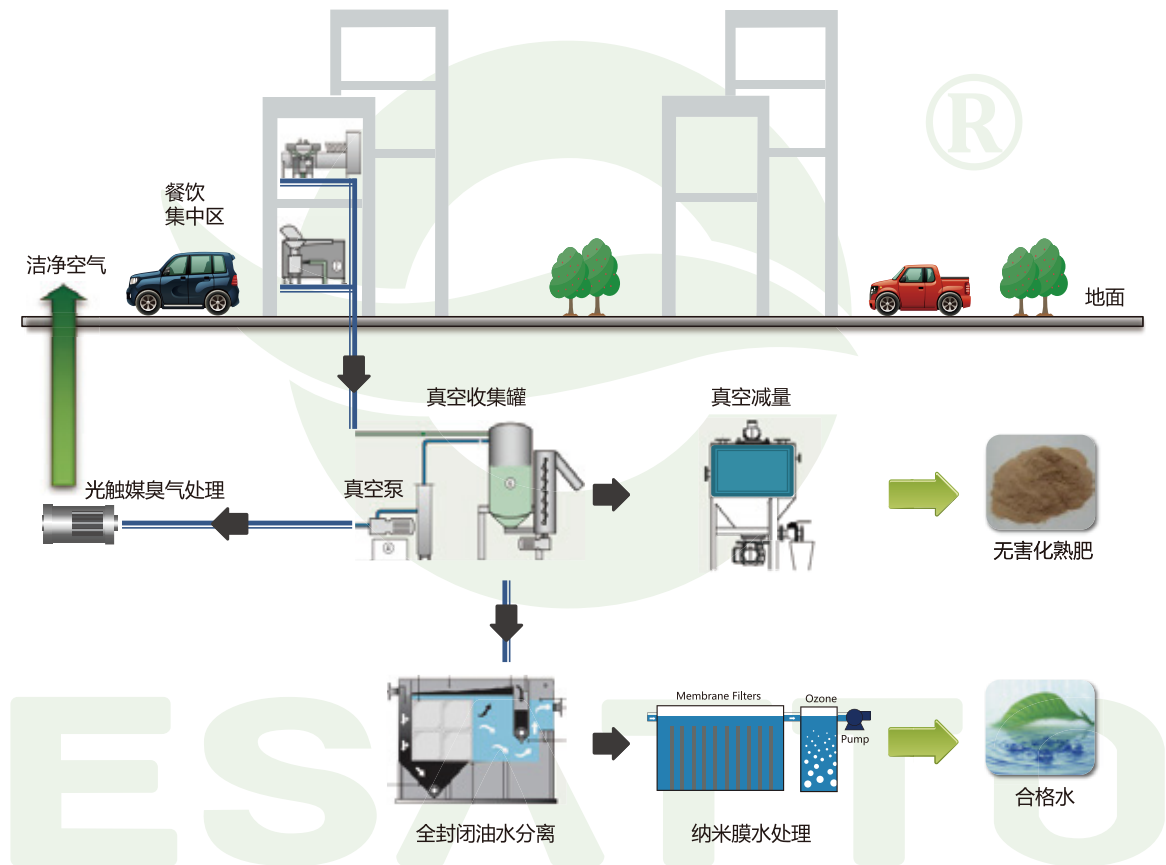 ®
餐饮
集中区
洁净空气
地面
真空收集罐
真空减量
光触媒臭气处理
真空泵
无害化熟肥
Membrane Filters
Ozone
Pump
全封闭油水分离
纳米膜水处理
合格水
ESATTO